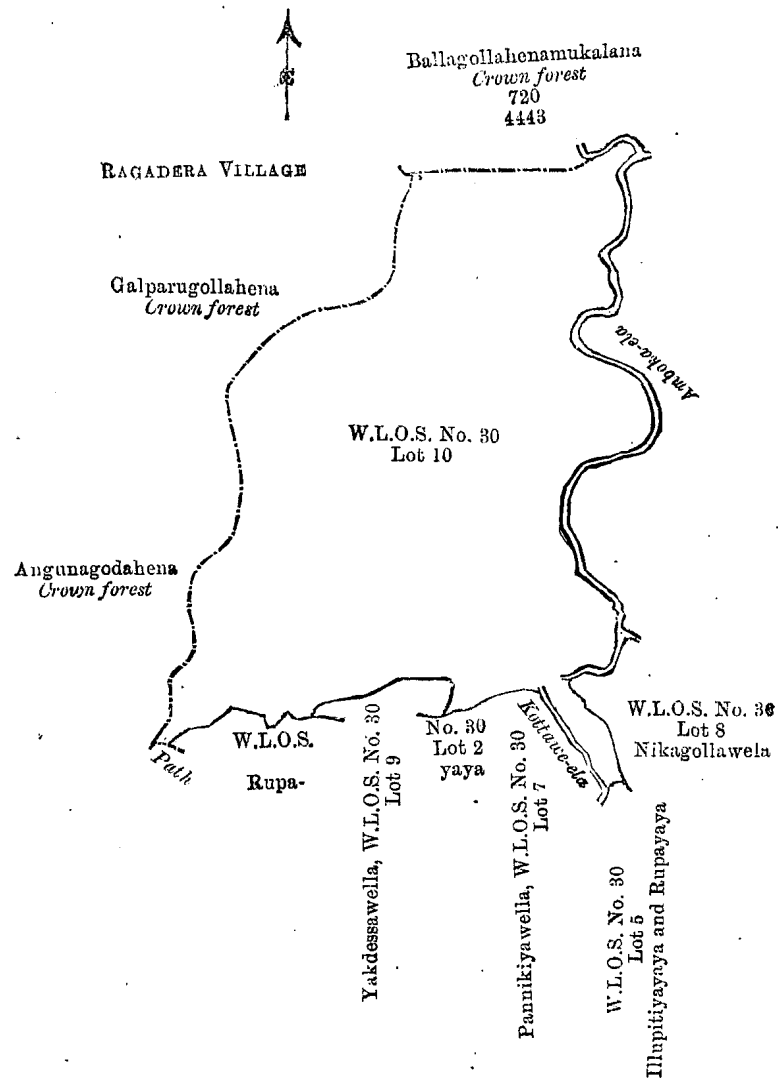 Ballagollahenamukalana
Crown forest
720
4443
RAGADERA VILLAGE
Galparugollahena
Crown forest
Amboka-ela
W.L.O.S. No. 30
Lot 10
Angunagodahena
Crown forest
Path
W.L.O.S.
Rupa-
Yakdessawella, W.L.O.S. No. 30
Lot 9
No. 30
Lot 2
yaya
Pannikiyawella, W.L.O.S. No. 30
Lot 7
Kottawe-ela
W.L.O.S. No. 30
Lot 8
Nikagollawela
W.L.O.S. No. 30
Lot 5
Illupitiyayaya and Rupayaya